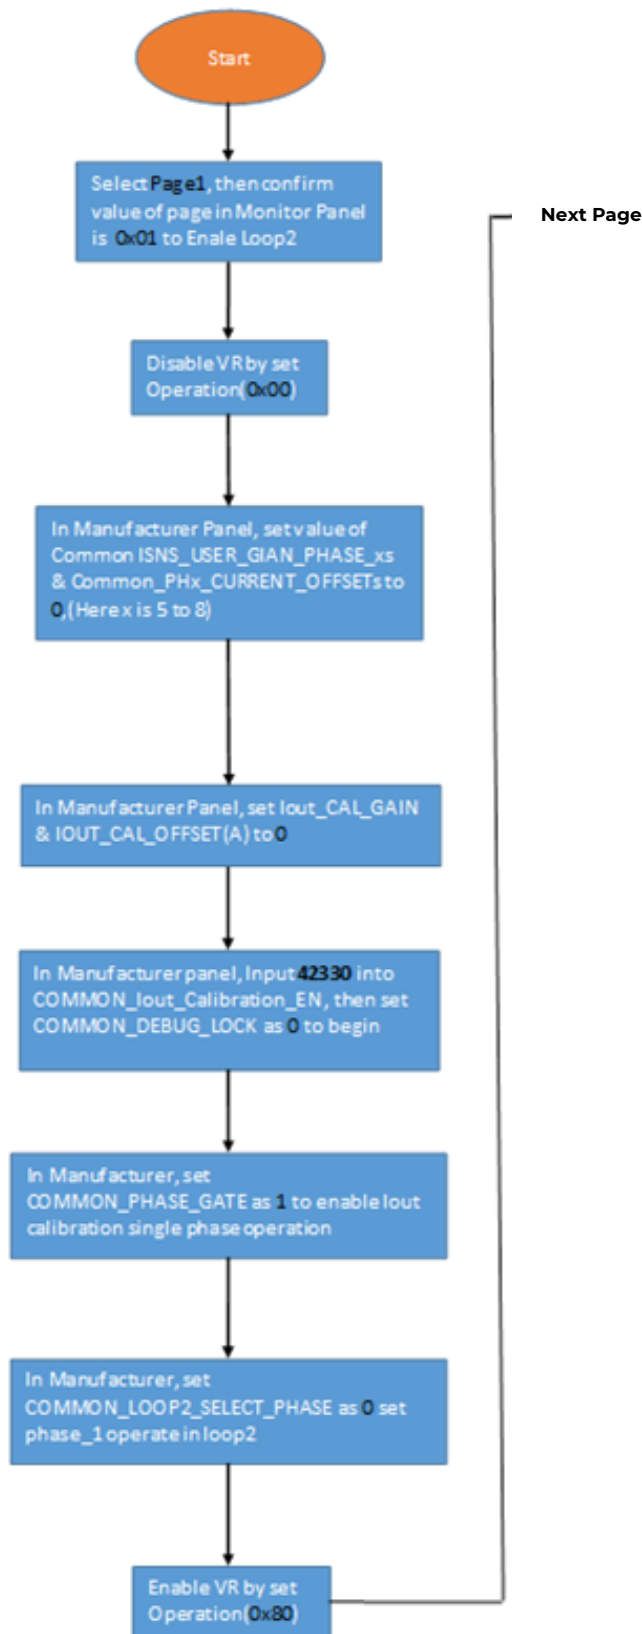 Start
Select Page1, then confirm
value of page in Monitor Panel
is 0x01 to Enale Loop2
Next Page
Disable VR by set
Operation(0x00)
In Manufacturer Panel, set value of
Common ISNS_USER_GIAN_PHASE_xs
& Common_PHx_CURRENT_OFFSETs to
0,(Here x is 5 to 8)
In Manufacturer Panel, set Iout_CAL_GAIN
& IOUT_CAL_OFFSET(A) to 0
In Manufacturer panel, Input 42330 into
COMMON_Iout_Calibration_EN, then set
COMMON_DEBUG_LOCK as 0 to begin
In Manufacturer, set
COMMON_PHASE_GATE as 1 to enable Iout
calibration single phase operation
In Manufacturer, set
COMMON_LOOP2_SELECT_PHASE as 0 set
phase_1 operate in loop2
Enable VR by set
Operation(0x80)